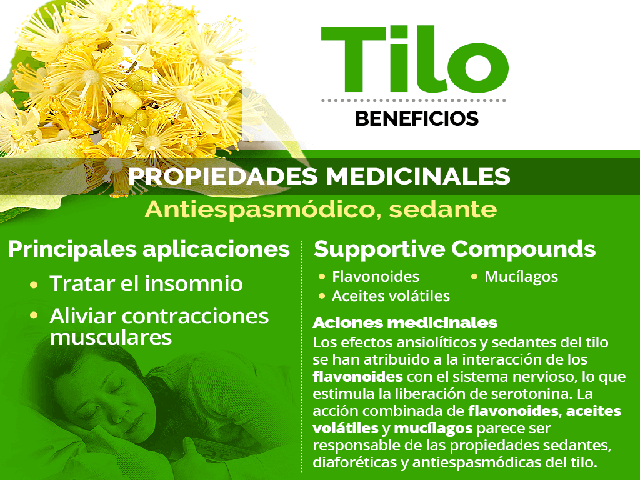 Tilo
BENEFICIOS
PROPIEDADES MEDICINALES
Antiespasmódico, sedante
Principales aplicaciones
• Tratar el insomnio
• Aliviar contracciones
musculares
Supportive Compounds
• Flavonoides • Mucílagos
• Aceites volátiles
Aciones medicinales
Los efectos ansiolíticos y sedantes del tilo
se han atribuido a la interacción de los
flavonoides con el sistema nervioso, lo que
estimula la liberación de serotonina. La
acción combinada de flavonoides, aceites
volátiles y mucílagos parece ser
responsable de las propiedades sedantes,
diaforéticas y antiespasmódicas del tilo.